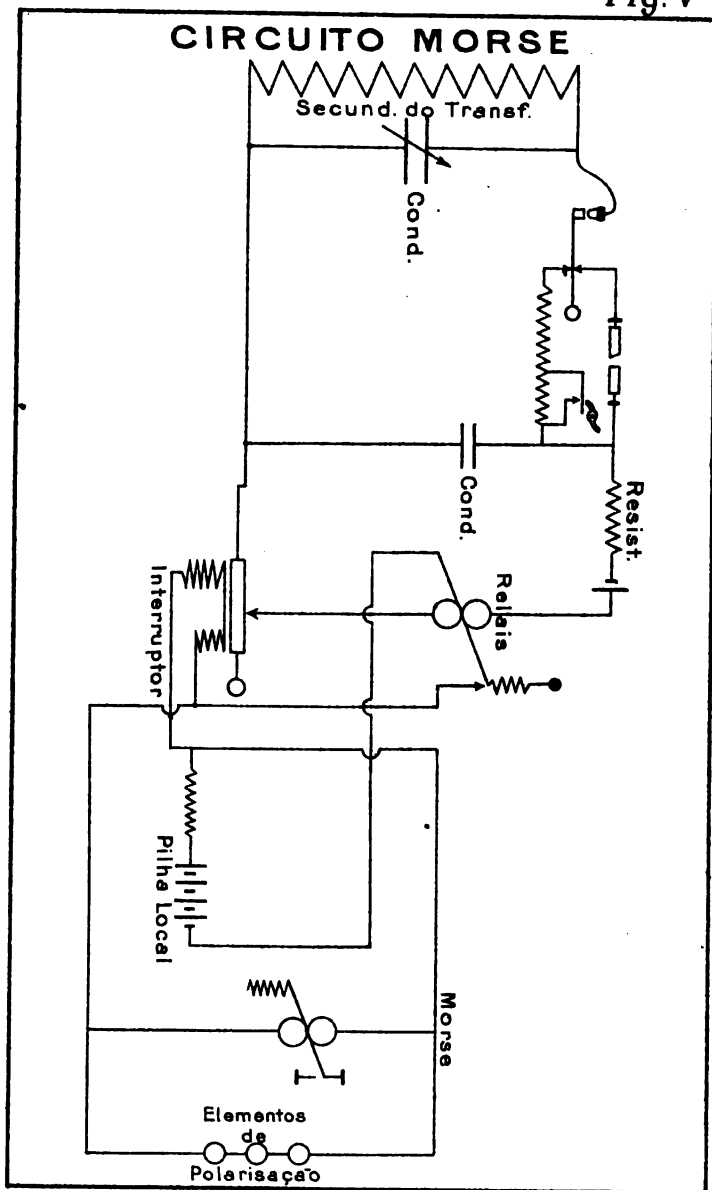 Fig. V
CIRCUITO MORSE
Secund. do Transf.
Cond.
Cond.
Resist.
Relais
Interruptor
Pilha Local
Morse
Elementos
de
Polarisação